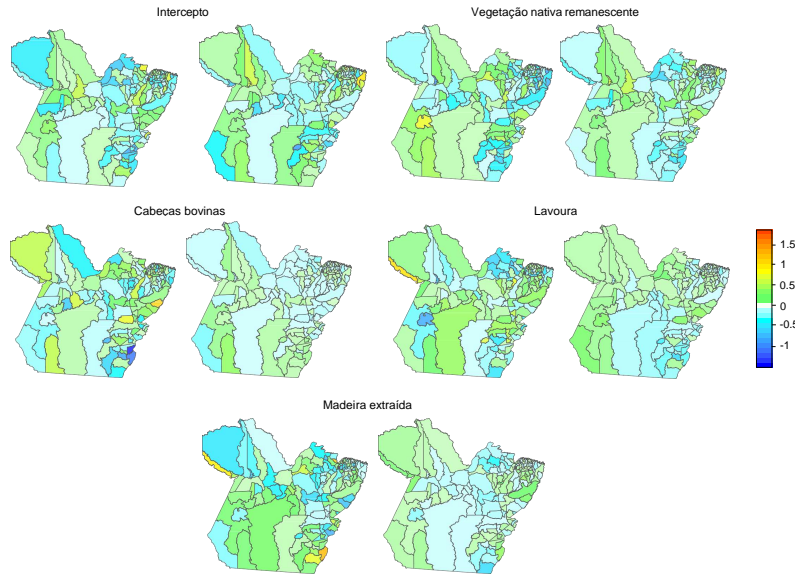 Intercepto
Vegetação nativa remanescente
Cabeças bovinas
Lavoura
1.5
1
0.5
0
-0.5
-1
Madeira extraída